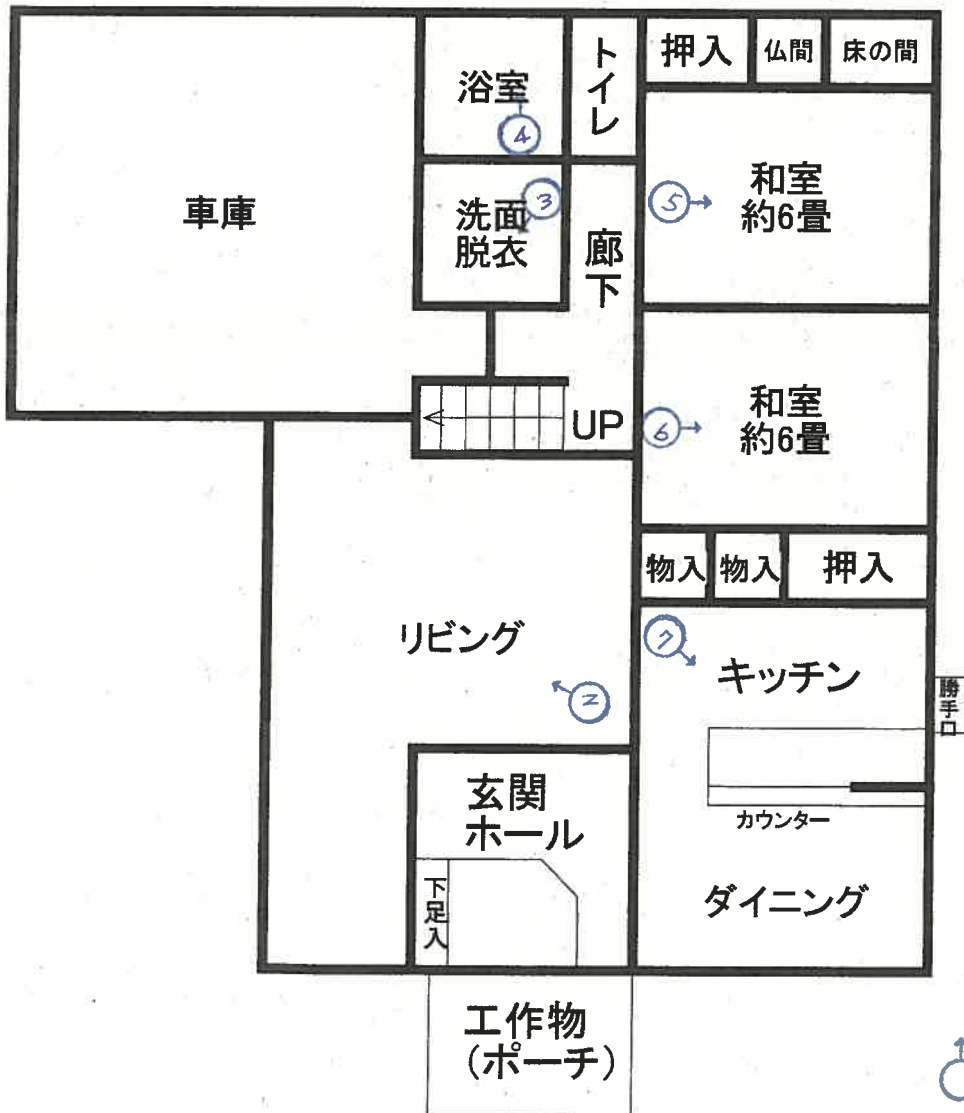 トイレ
押入
仏間
床の間
浴室
④
車庫
洗面
脱衣
③
廊下
⑤
和室
約6畳
UP
⑥
和室
約6畳
物入
物入
押入
リビング
②
⑦
キッチン
勝手口
カウンター
玄関
ホール
下足入
ダイニング
工作物
(ポーチ)